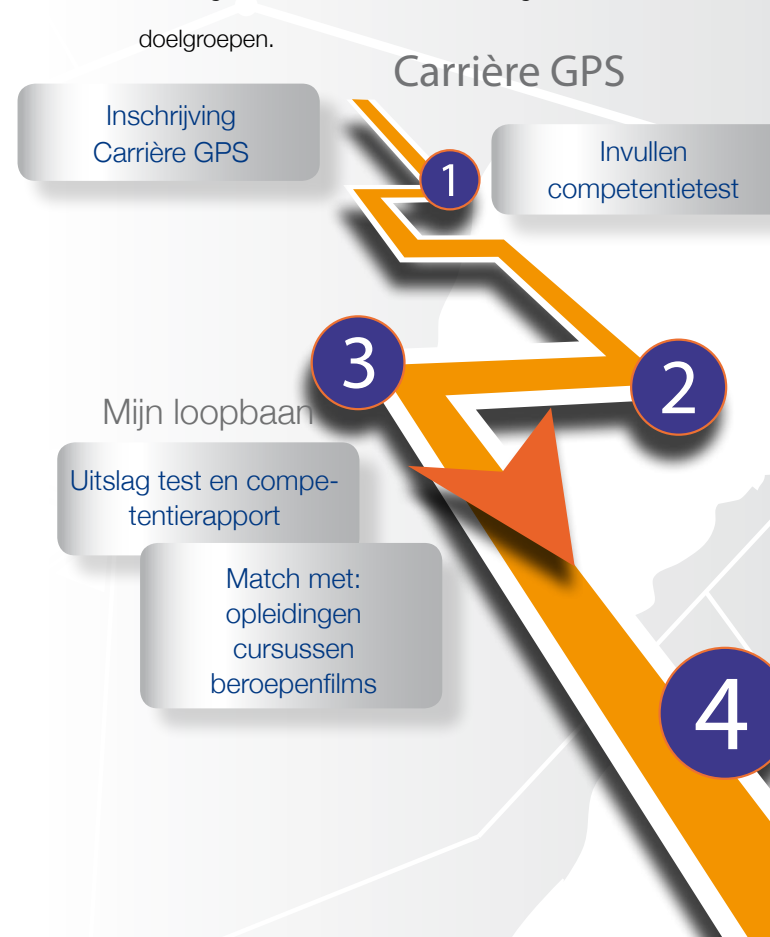 doelgroepen.
Carrière GPS
Inschrijving
Carrière GPS
1
Invullen
competentietest
2
3
Mijn loopbaan
Uitslag test en compe-
tentierapport
Match met:
opleidingen
cursussen
beroepenfilms
4